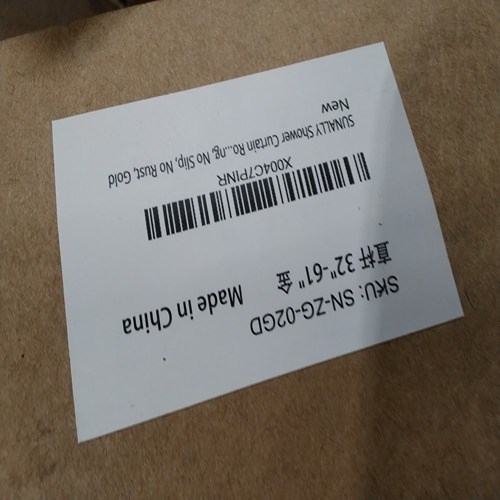 SKU: SN-ZG-02GD
直杆 32"-61" 金 Made in China
X004C7PINR
SUNALLY Shower Curtain Ro...ng, No Slip, No Rust, Gold
New